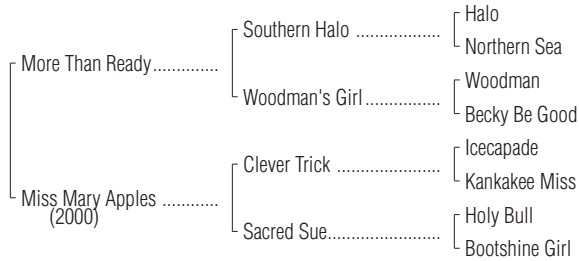 Halo
Southern Halo ..................
Northern Sea
More Than Ready.............
Woodman
Woodman's Girl................
Becky Be Good
Icecapade
Clever Trick ......................
Kankakee Miss
Miss Mary Apples ............
(2000)
Holy Bull
Sacred Sue........................
Bootshine Girl